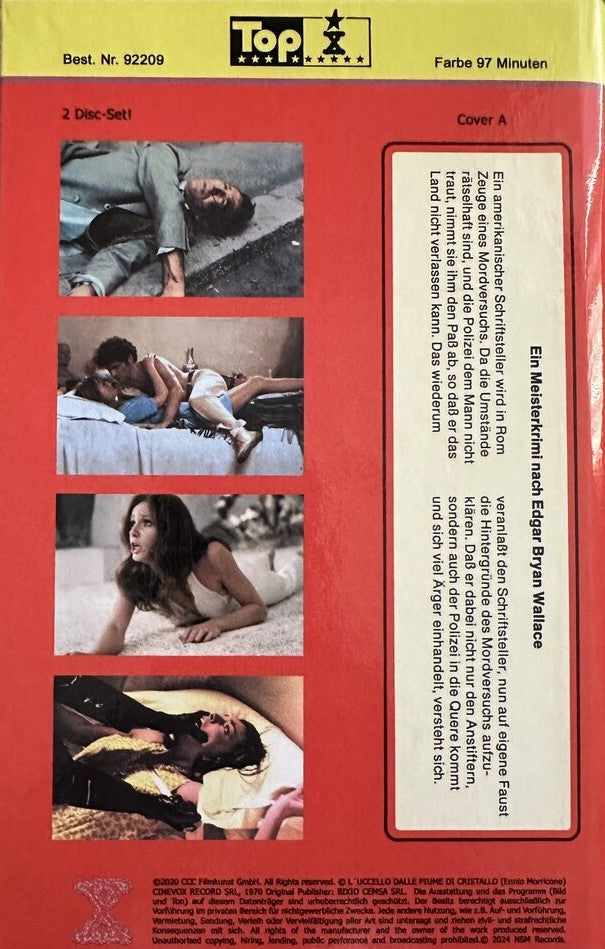 Best. Nr. 92209
Top
Farbe 97 Minuten
2 Disc-Set!
Cover A
Ein Meisterkrimi nach Edgar Bryan Wallace
Ein amerikanischer Schriftsteller wird in Rom
Zeuge eines Mordversuchs. Da die Umstände
rätselhaft sind, und die Polizei dem Mann nicht
traut, nimmt sie ihm den Paß ab, so daß er das
Land nicht verlassen kann. Das wiederum
veranlaßt den Schriftsteller, nun auf eigene Faust
die Hintergründe des Mordversuchs aufzu-
klären. Daß er dabei nicht nur den Anstiftern,
sondern auch der Polizei in die Quere kommt
und sich viel Ärger einhandelt, versteht sich.
©2020 CCC Filmkunst GmbH. All Rights reserved. © L´UCCELLO DALLE PIUME DI CRISTALLO (Ennio Morricone)
CINEVOX RECORD SRL, 1970 Original Publisher: BIXIO CEMSA SRL. Die Ausstattung und das Programm (Bild
und Ton) auf diesem Datenträger sind urheberrechtlich geschützt. Der Besitz berechtigt ausschließlich zur
Vorführung im privaten Bereich für nichtgewerbliche Zwecke. Jede andere Nutzung, wie z.B. Auf- und Vorführung,
Vermietung, Sendung, Verleih oder Vervielfältigung aller Art sind untersagt und ziehen zivil- und strafrechtliche
Konsequenzen mit sich. All rights of the manufacturer and the owner of the work produced reserved.
Unauthorised copying, hiring, lending, public perforance and broadcasting prohibited. © 2024 NSM Records.